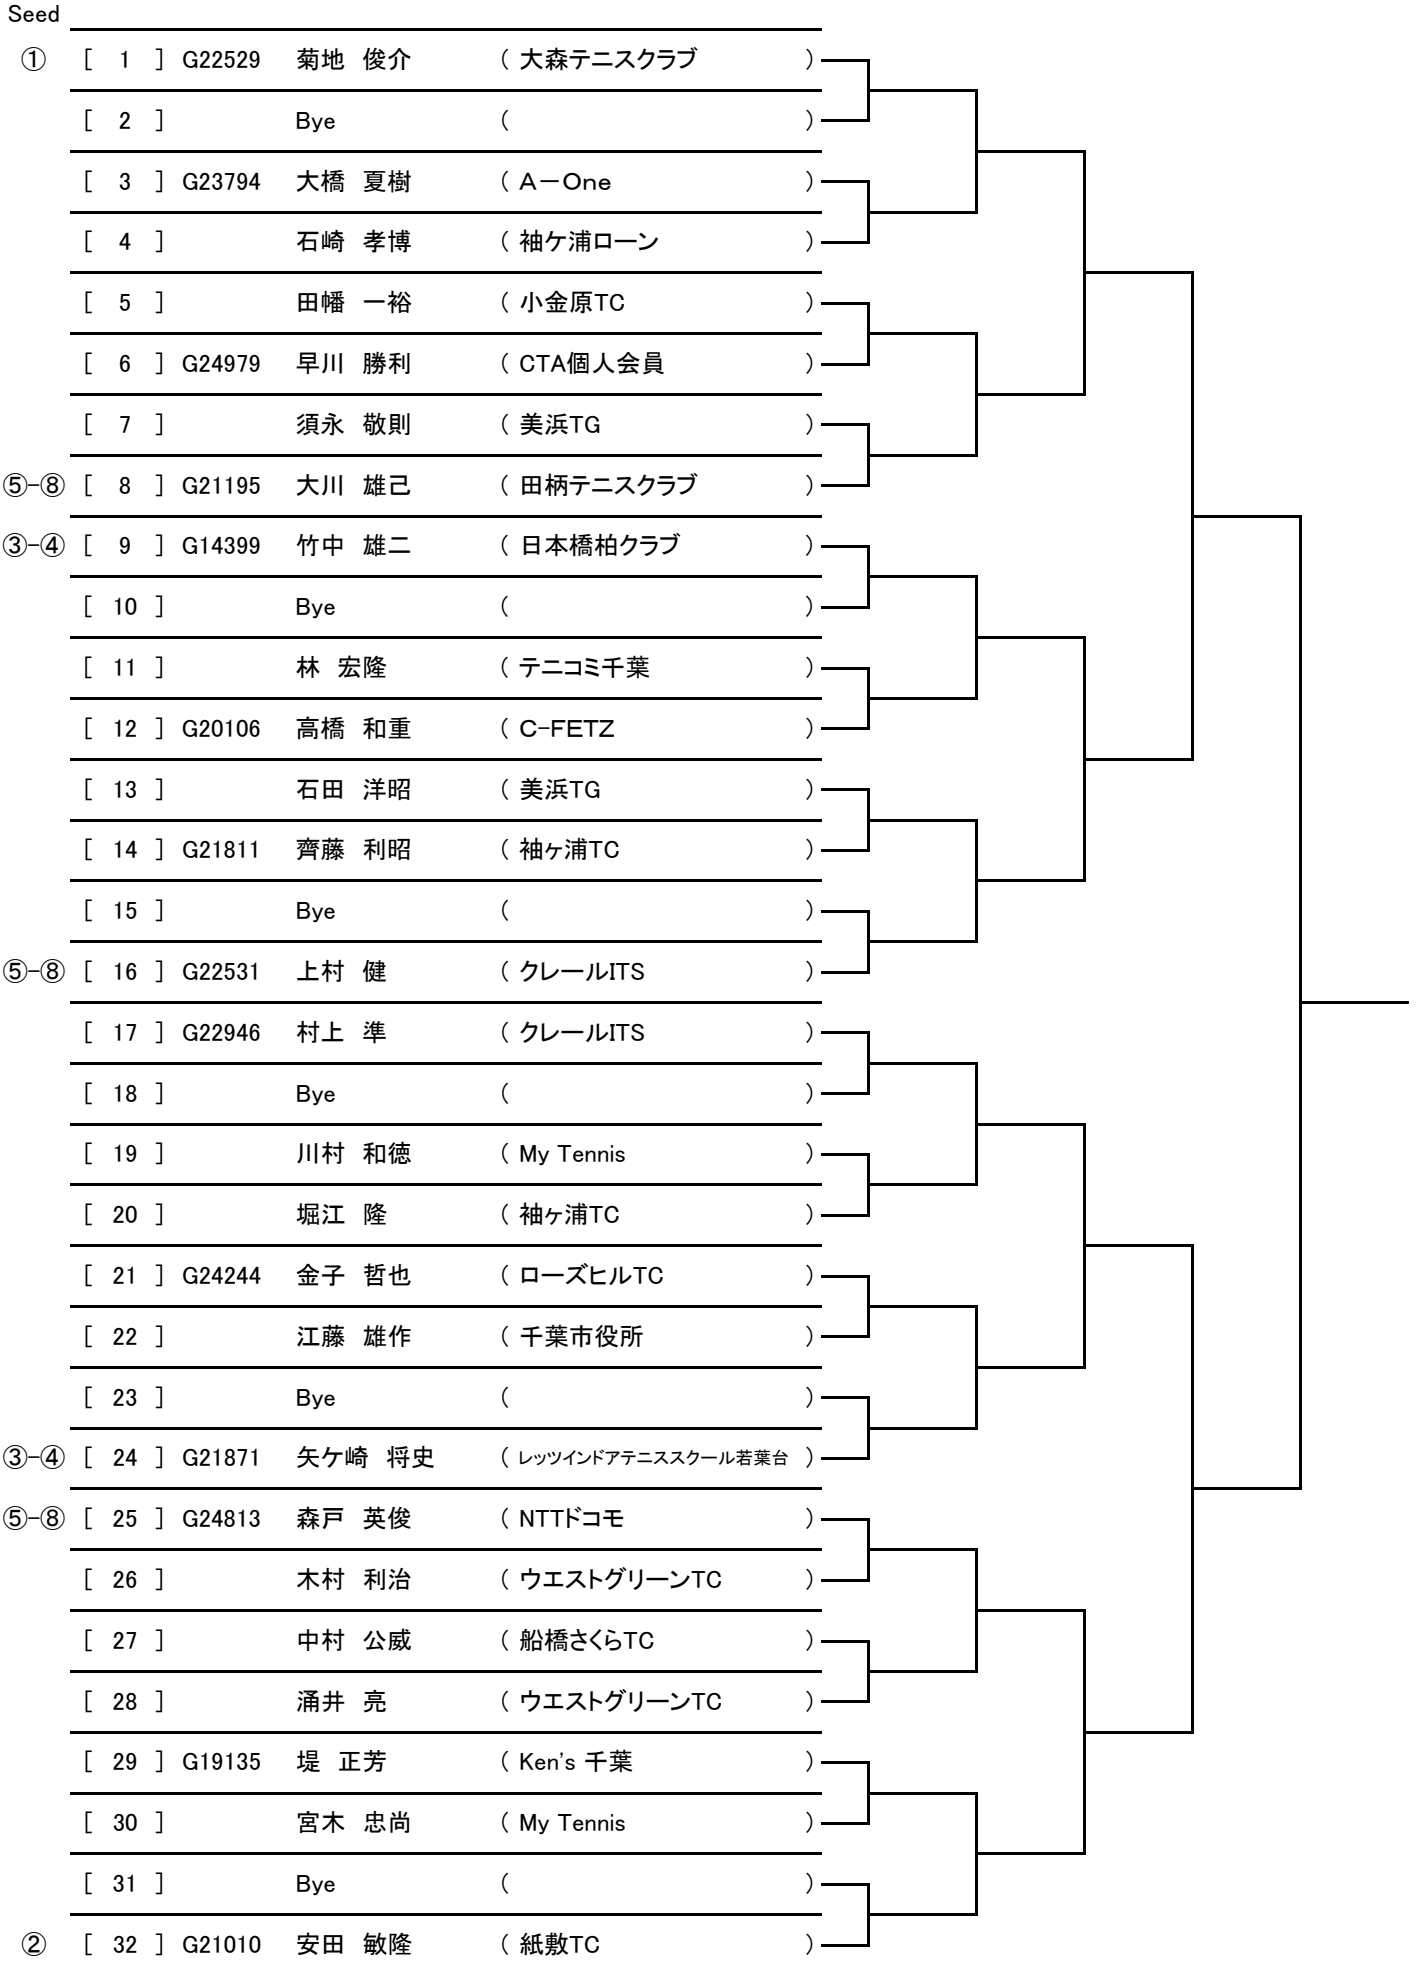 Seed
① [ 1 ] G22529 菊地 俊介 ( 大森テニスクラブ )
[ 2 ] Bye ( )
[ 3 ] G23794 大橋 夏樹 ( A－One )
[ 4 ] 石崎 孝博 ( 袖ケ浦ローン )
[ 5 ] 田幡 一裕 ( 小金原TC )
[ 6 ] G24979 早川 勝利 ( CTA個人会員 )
[ 7 ] 須永 敬則 ( 美浜TG )
⑤-⑧ [ 8 ] G21195 大川 雄己 ( 田柄テニスクラブ )
③-④ [ 9 ] G14399 竹中 雄二 ( 日本橋柏クラブ )
[ 10 ] Bye ( )
[ 11 ] 林 宏隆 ( テニコミ千葉 )
[ 12 ] G20106 高橋 和重 ( C-FETZ )
[ 13 ] 石田 洋昭 ( 美浜TG )
[ 14 ] G21811 齊藤 利昭 ( 袖ヶ浦TC )
[ 15 ] Bye ( )
⑤-⑧ [ 16 ] G22531 上村 健 ( クレールITS )
[ 17 ] G22946 村上 準 ( クレールITS )
[ 18 ] Bye ( )
[ 19 ] 川村 和徳 ( My Tennis )
[ 20 ] 堀江 隆 ( 袖ヶ浦TC )
[ 21 ] G24244 金子 哲也 ( ローズヒルTC )
[ 22 ] 江藤 雄作 ( 千葉市役所 )
[ 23 ] Bye ( )
③-④ [ 24 ] G21871 矢ケ崎 将史 ( レッツインドアテニススクール若葉台 )
⑤-⑧ [ 25 ] G24813 森戸 英俊 ( NTTドコモ )
[ 26 ] 木村 利治 ( ウエストグリーンTC )
[ 27 ] 中村 公威 ( 船橋さくらTC )
[ 28 ] 涌井 亮 ( ウエストグリーンTC )
[ 29 ] G19135 堤 正芳 ( Ken's 千葉 )
[ 30 ] 宮木 忠尚 ( My Tennis )
[ 31 ] Bye ( )
② [ 32 ] G21010 安田 敏隆 ( 紙敷TC )